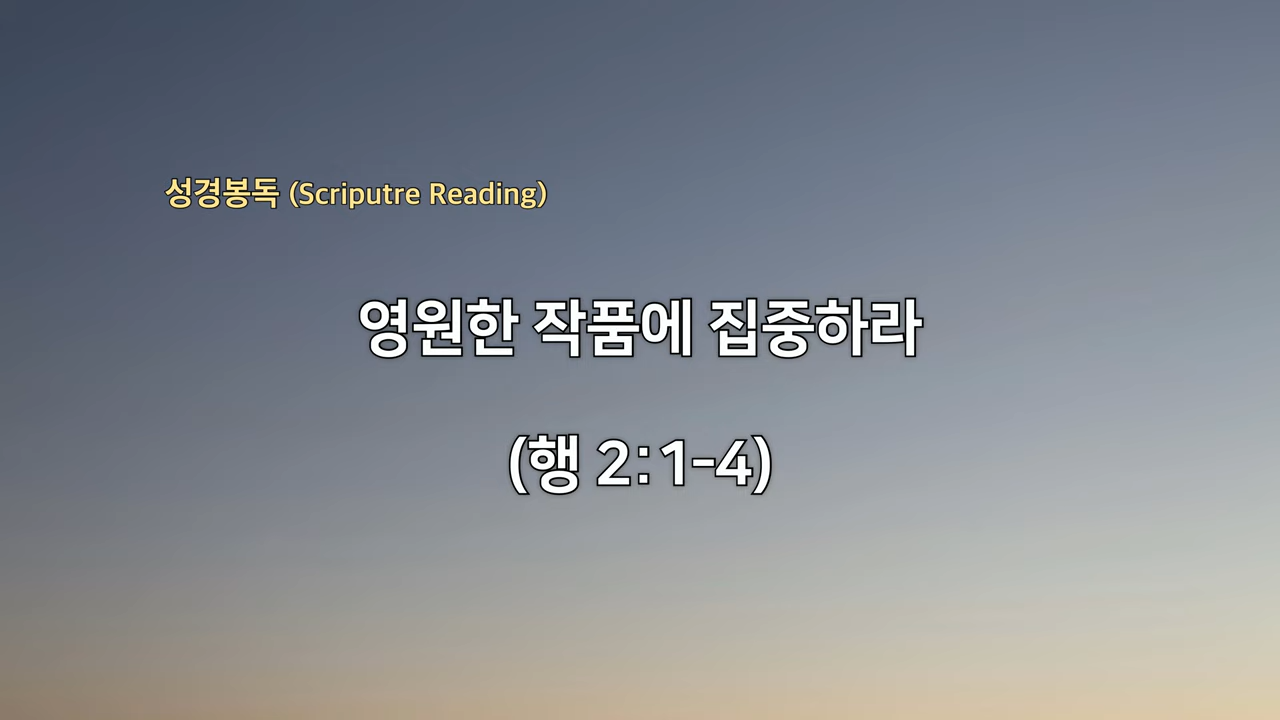 성경봉독 (Scriputre Reading)
영원한 작품에 집중하라
(행 2:1-4)